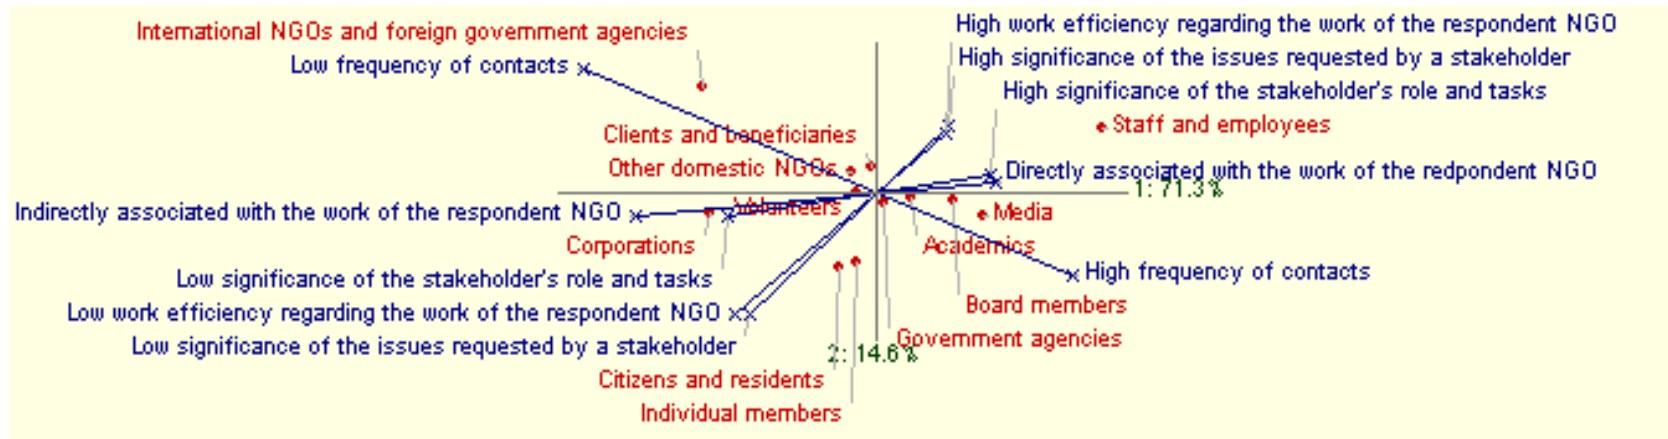 High work efficiency regarding the work of the respondent NGO
International NGOs and foreign government agencies
High significance of the issues requested by a stakeholder
Low frequency of contacts
High significance of the stakeholder's role and tasks
Staff and employees
Clients and beneficiaries
Other domestic NGOs
Directly associated with the work of the redpondent NGO
1: 71.3%
Volunteers
Indirectly associated with the work of the respondent NGO
Media
Corporations
Academics
High frequency of contacts
Low significance of the stakeholder's role and tasks
Board members
Low work efficiency regarding the work of the respondent NGO
Government agencies
Low significance of the issues requested by a stakeholder
2: 14.6%
Citizens and residents
Individual members